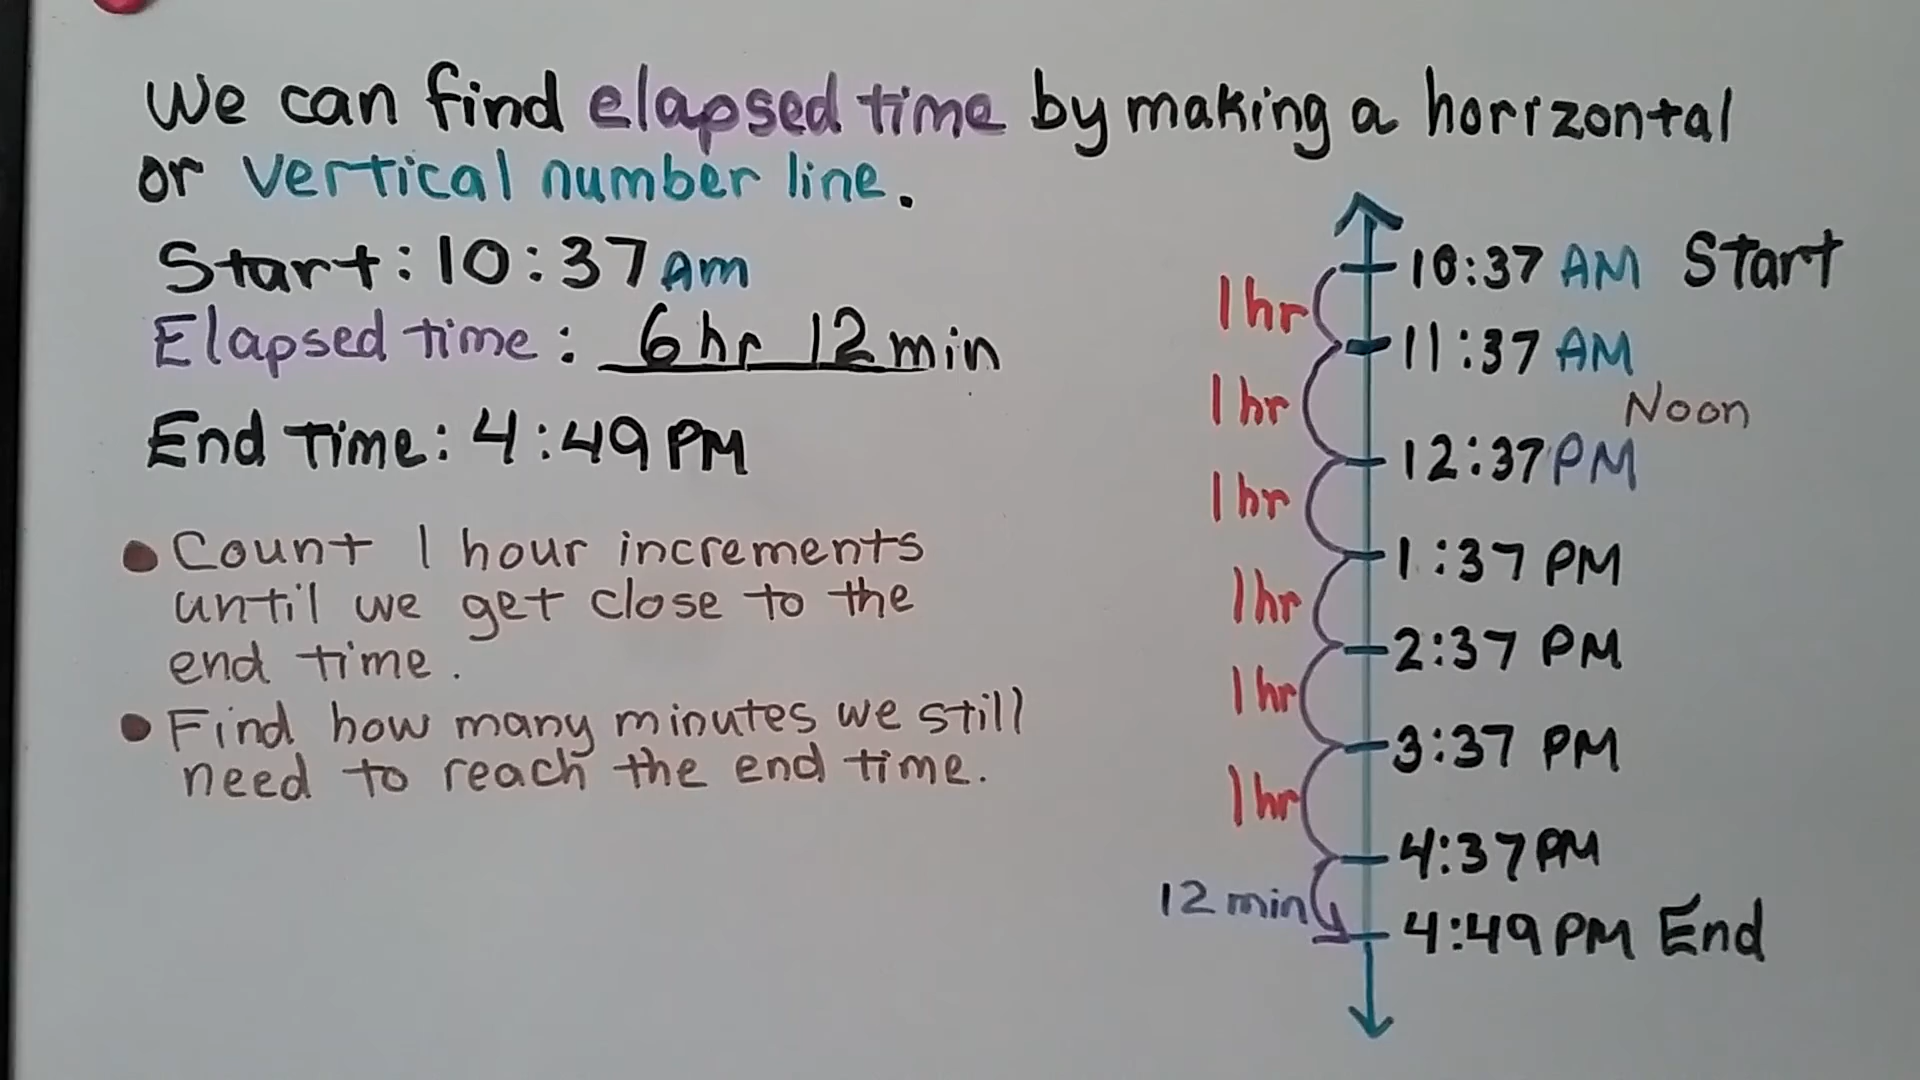 We can find elapsed time by making a horizontal
or vertical number line.
Start: 10:37 Am
Elapsed time: 6 hr 12 min
End Time: 4:49 PM
• Count 1 hour increments
until we get close to the
end time.
• Find how many minutes we still
need to reach the end time.
10:37 AM Start
1 hr
11:37 AM
1 hr
Noon
12:37 PM
1 hr
1:37 PM
1 hr
2:37 PM
1 hr
3:37 PM
1 hr
4:37 PM
12 min
4:49 PM End